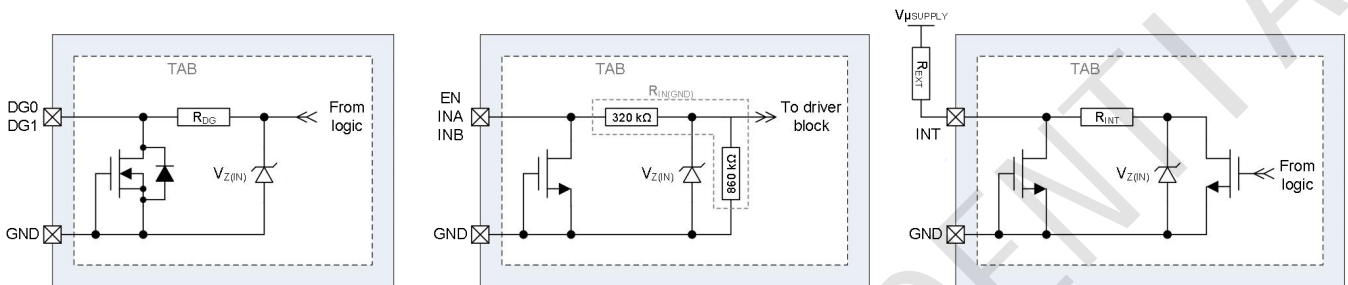 TAB
DG0
DG1
RDG
From
logic
VZ(IN)
GND
TAB
EN
INA
INB
RIN(GND)
320 kΩ
To driver
block
VZ(IN)
860 kΩ
GND
VµSUPPLY
REXT
TAB
INT
RINT
VZ(IN)
From
logic
GND